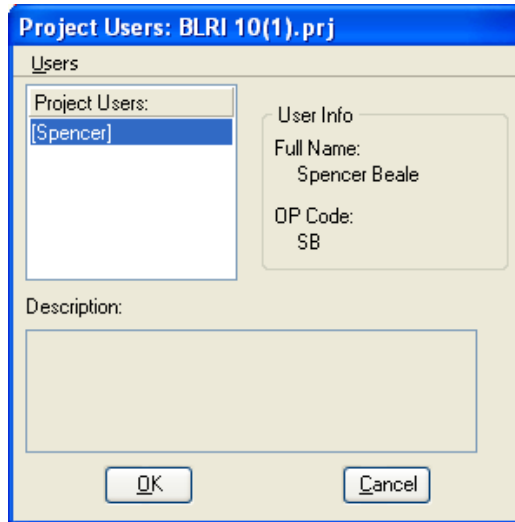 Project Users: BLRI 10(1).prj
Users
Project Users:
[Spencer]
User Info
Full Name:
Spencer Beale
OP Code:
SB
Description:
OK
Cancel